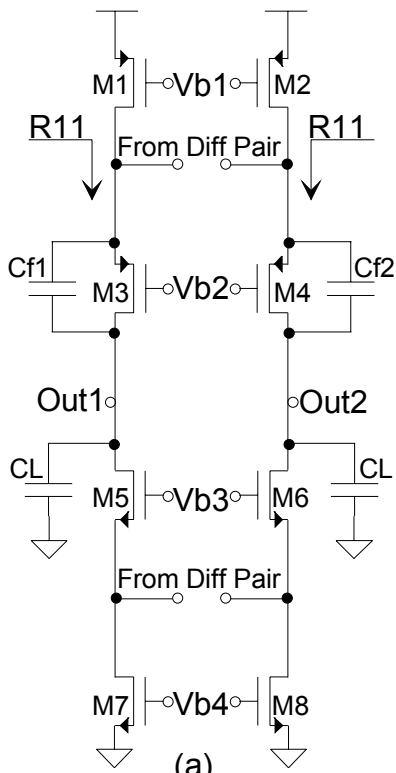 M1 Vb1 M2
R11 R11
From Diff Pair
Cf1 M3 Vb2 M4 Cf2
Out1 Out2
CL M5 Vb3 M6 CL
From Diff Pair
M7 Vb4 M8
(a)